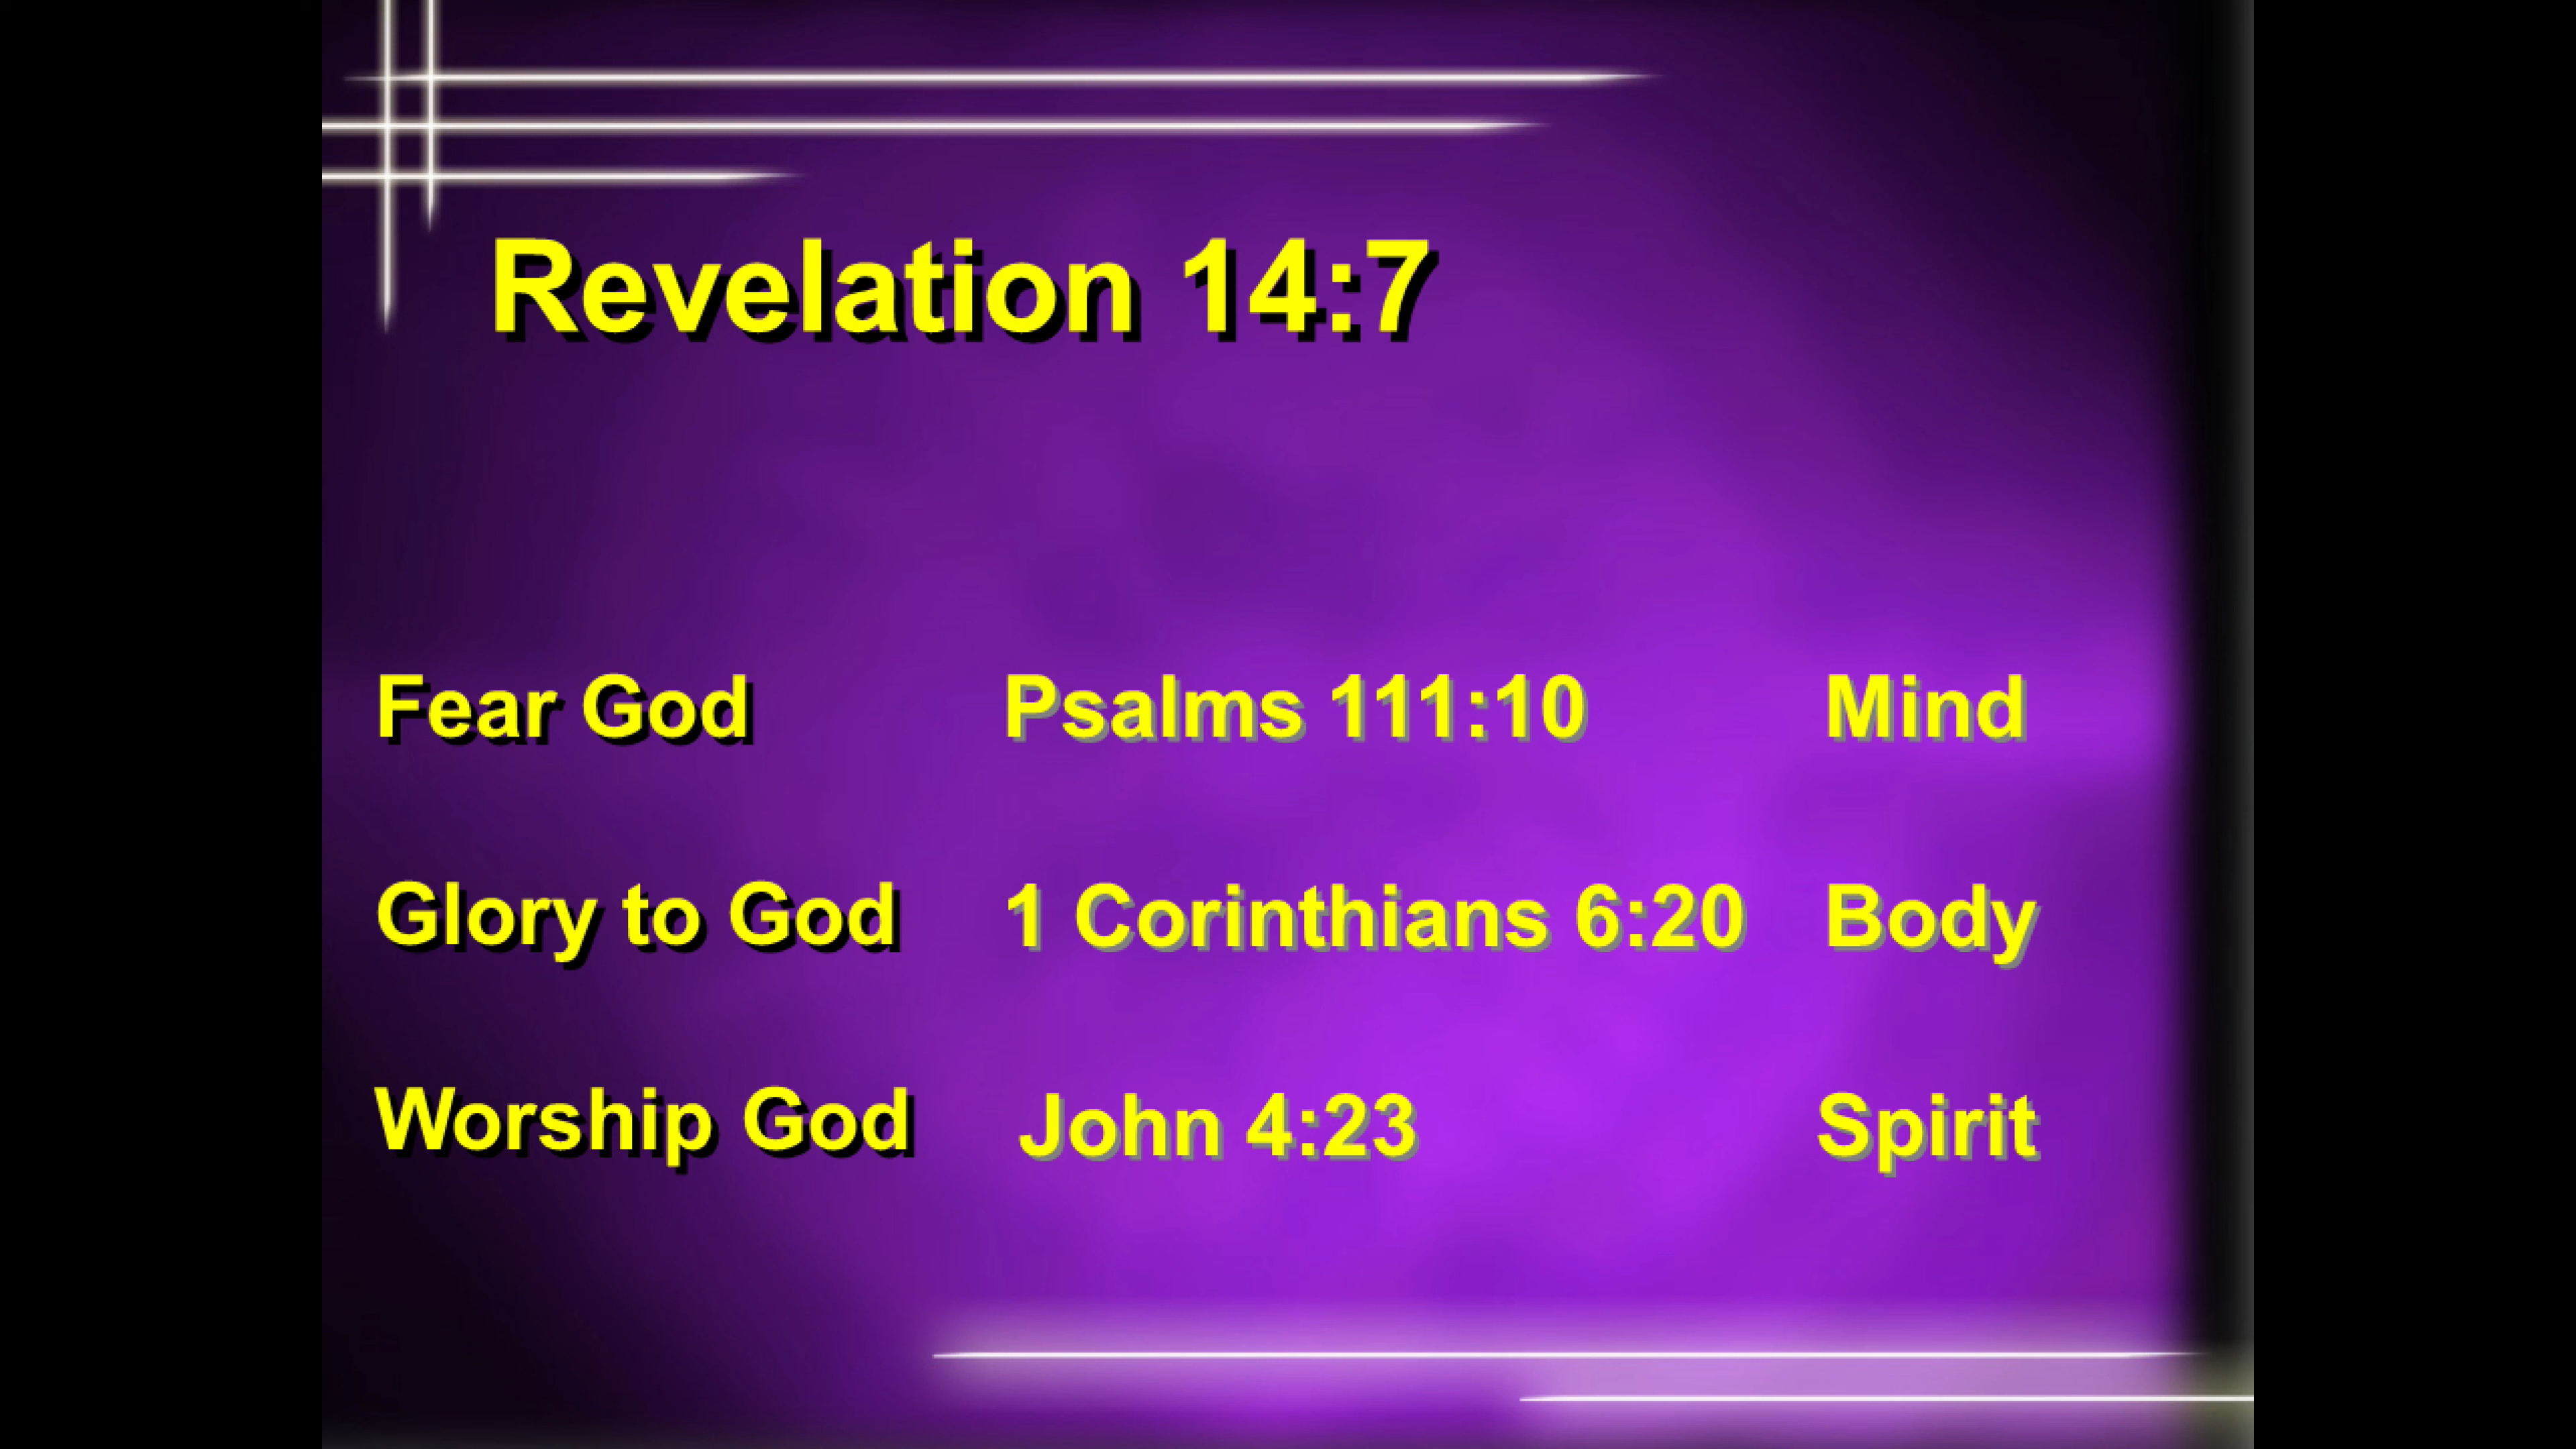 Revelation 14:7
Fear God Psalms 111:10 Mind
Glory to God 1 Corinthians 6:20 Body
Worship God John 4:23 Spirit